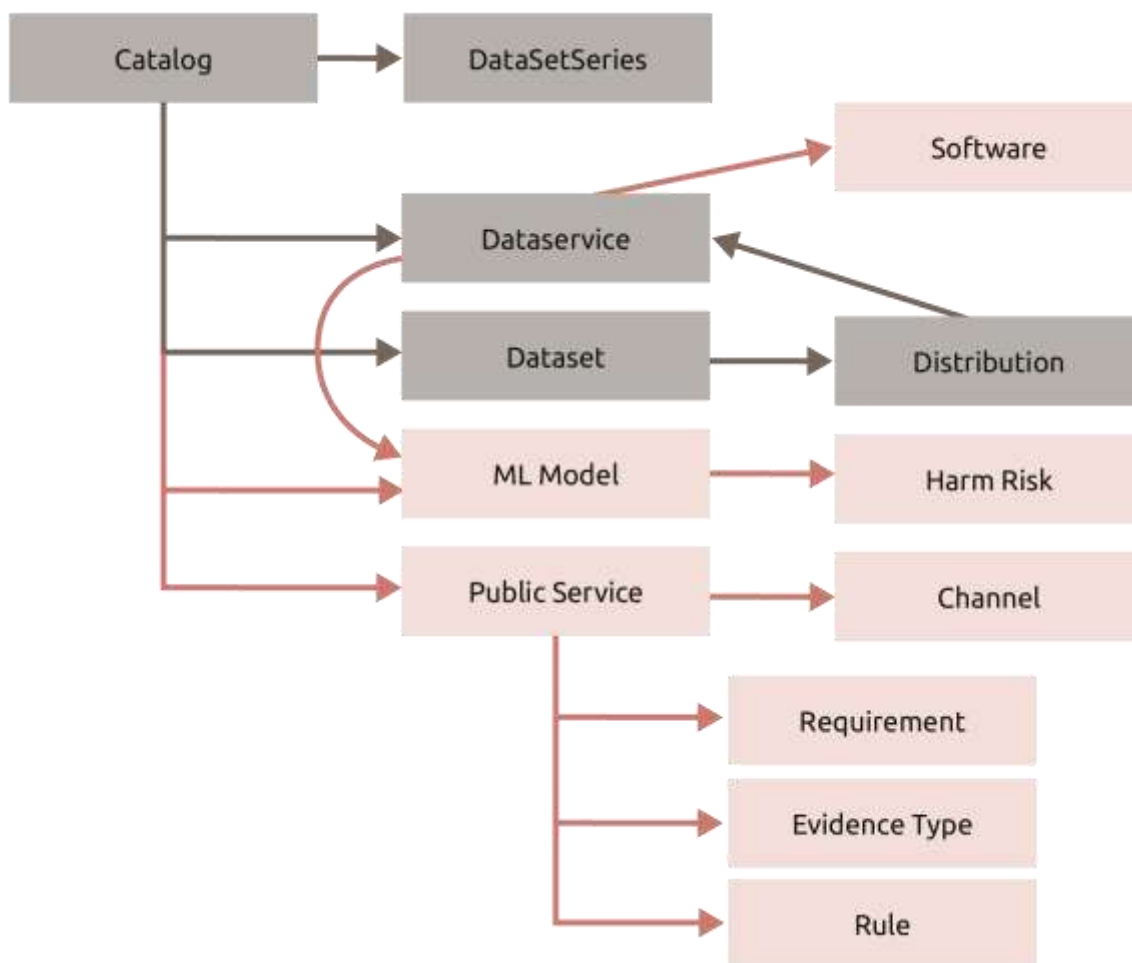 Catalog
DataSetSeries
Software
Dataservice
Dataset
Distribution
ML Model
Harm Risk
Public Service
Channel
Requirement
Evidence Type
Rule